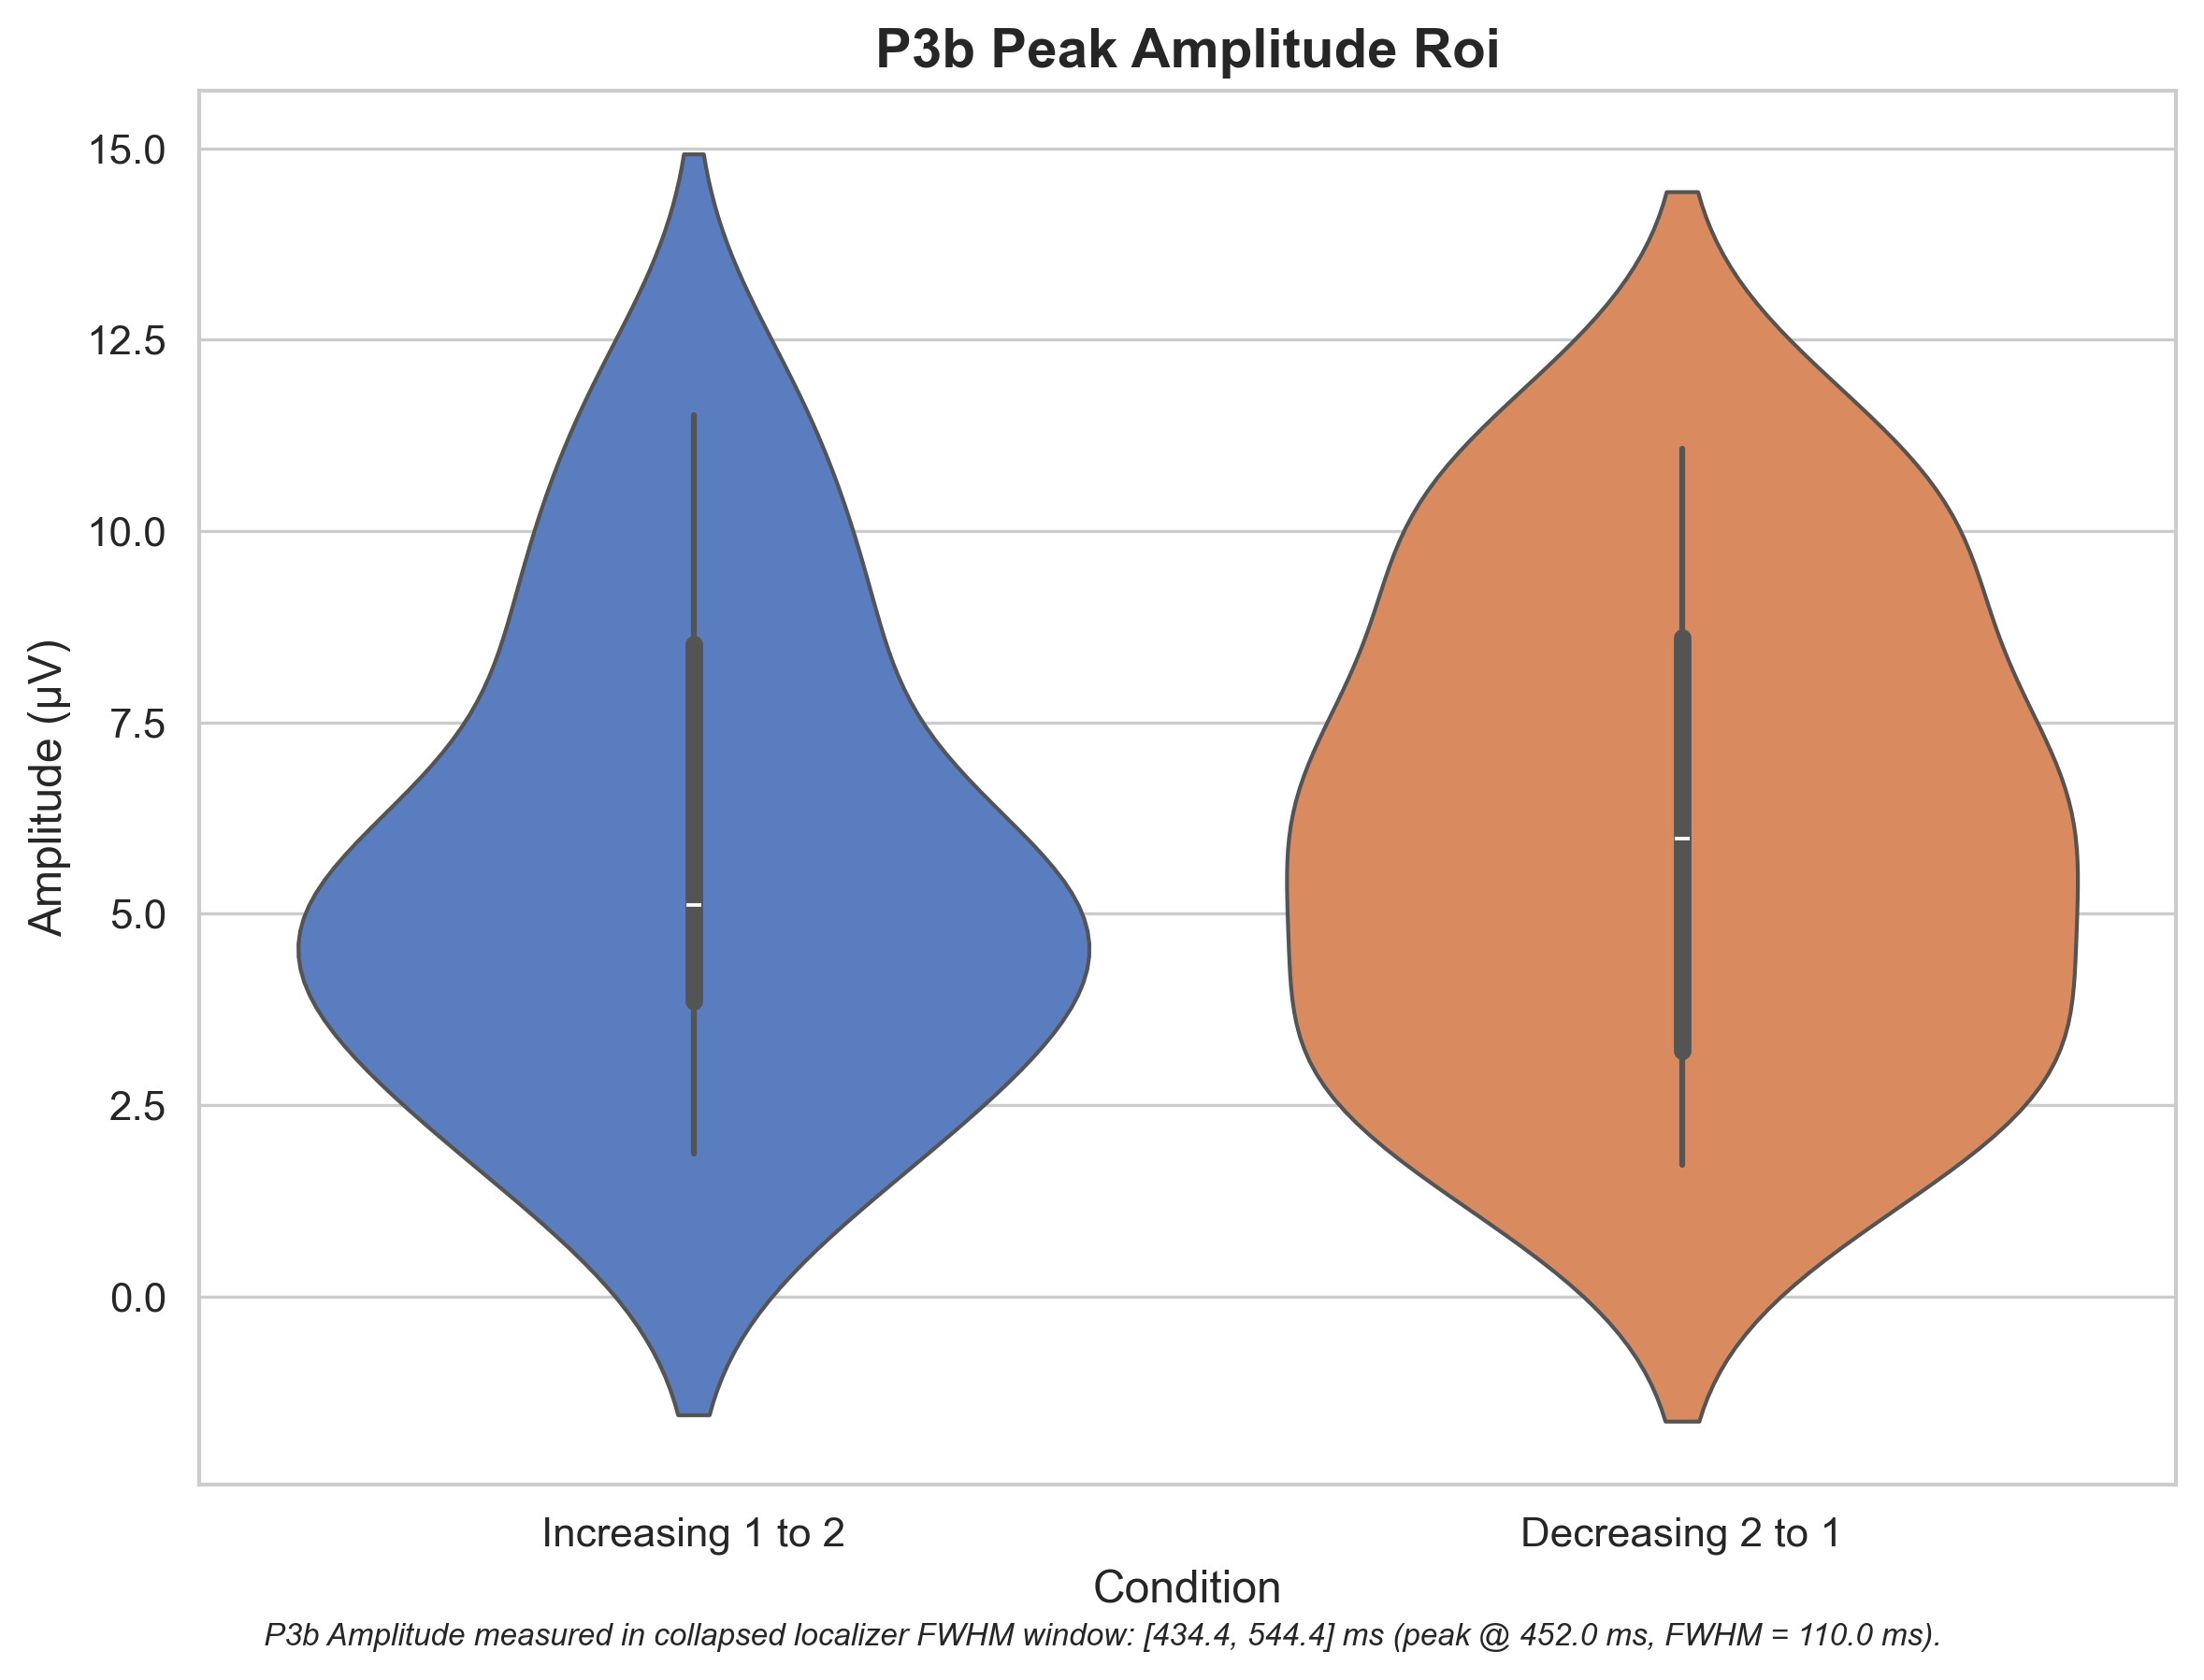 P3b Peak Amplitude Roi
15.0
12.5
10.0
7.5
5.0
2.5
0.0
Amplitude (µV)
Increasing 1 to 2
Decreasing 2 to 1
Condition
P3b Amplitude measured in collapsed localizer FWHM window: [434.4, 544.4] ms (peak @ 452.0 ms, FWHM = 110.0 ms).